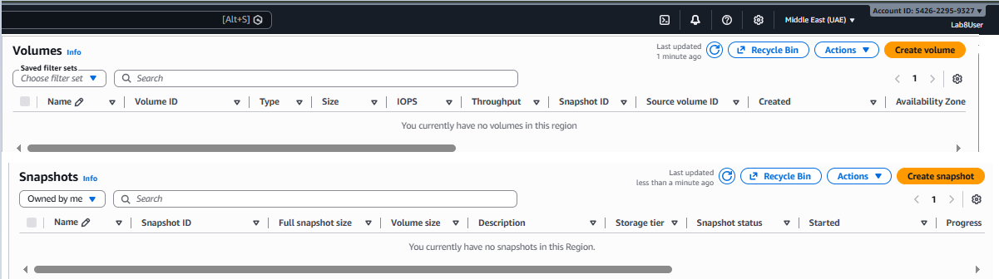 [Alt+S]
Middle East (UAE)
Account ID: 5426-2295-9327
Lab8User
Volumes Info
Last updated
1 minute ago
Recycle Bin
Actions
Create volume
Saved filter sets
Choose filter set
Search
1
Name Volume ID Type Size IOPS Throughput Snapshot ID Source volume ID Created Availability Zone
You currently have no volumes in this region
Snapshots Info
Last updated
less than a minute ago
Recycle Bin
Actions
Create snapshot
Owned by me
Search
1
Name Snapshot ID Full snapshot size Volume size Description Storage tier Snapshot status Started Progress
You currently have no snapshots in this Region.